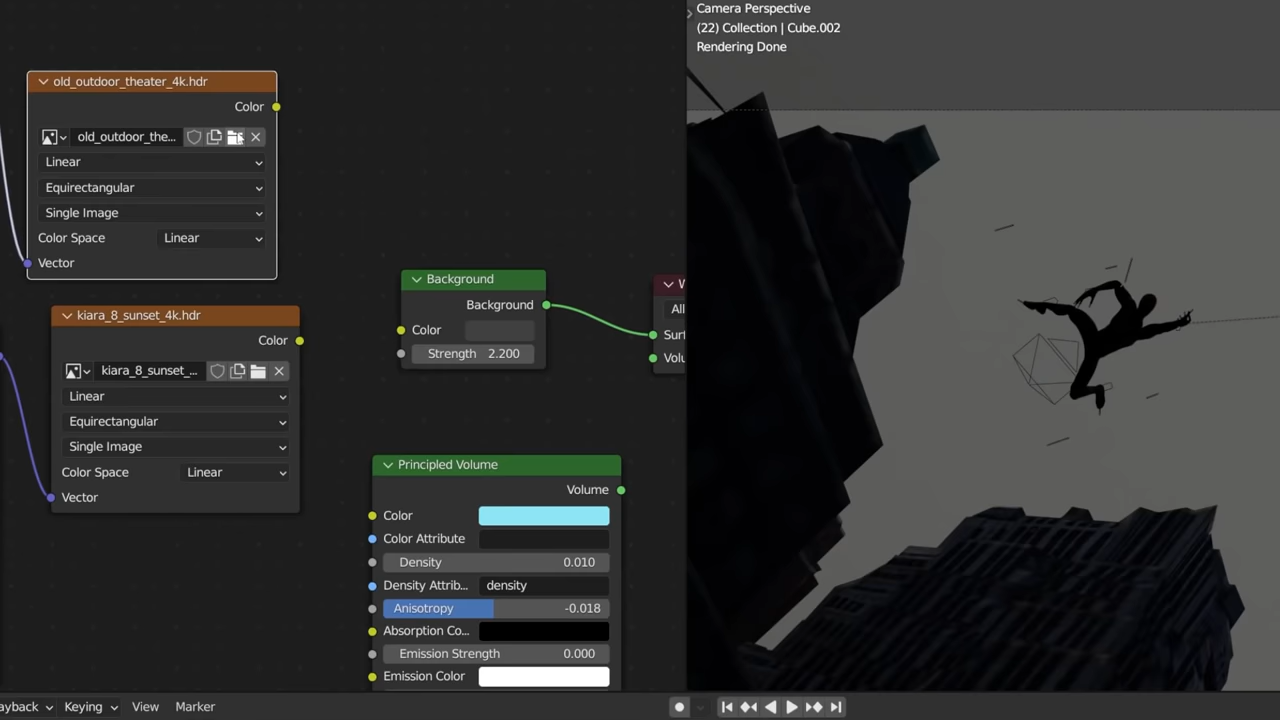 Camera Perspective
(22) Collection | Cube.002
Rendering Done
old_outdoor_theater_4k.hdr
Color
old_outdoor_the...
Linear
Equirectangular
Single Image
Color Space Linear
Vector
kiara_8_sunset_4k.hdr
Color
kiara_8_sunset_...
Linear
Equirectangular
Single Image
Color Space Linear
Vector
Background
Background
Color
Strength 2.200
W
All
Surf
Volu
Principled Volume
Volume
Color
Color Attribute
Density 0.010
Density Attrib... density
Anisotropy -0.018
Absorption Co...
Emission Strength 0.000
Emission Color
ayback Keying View Marker